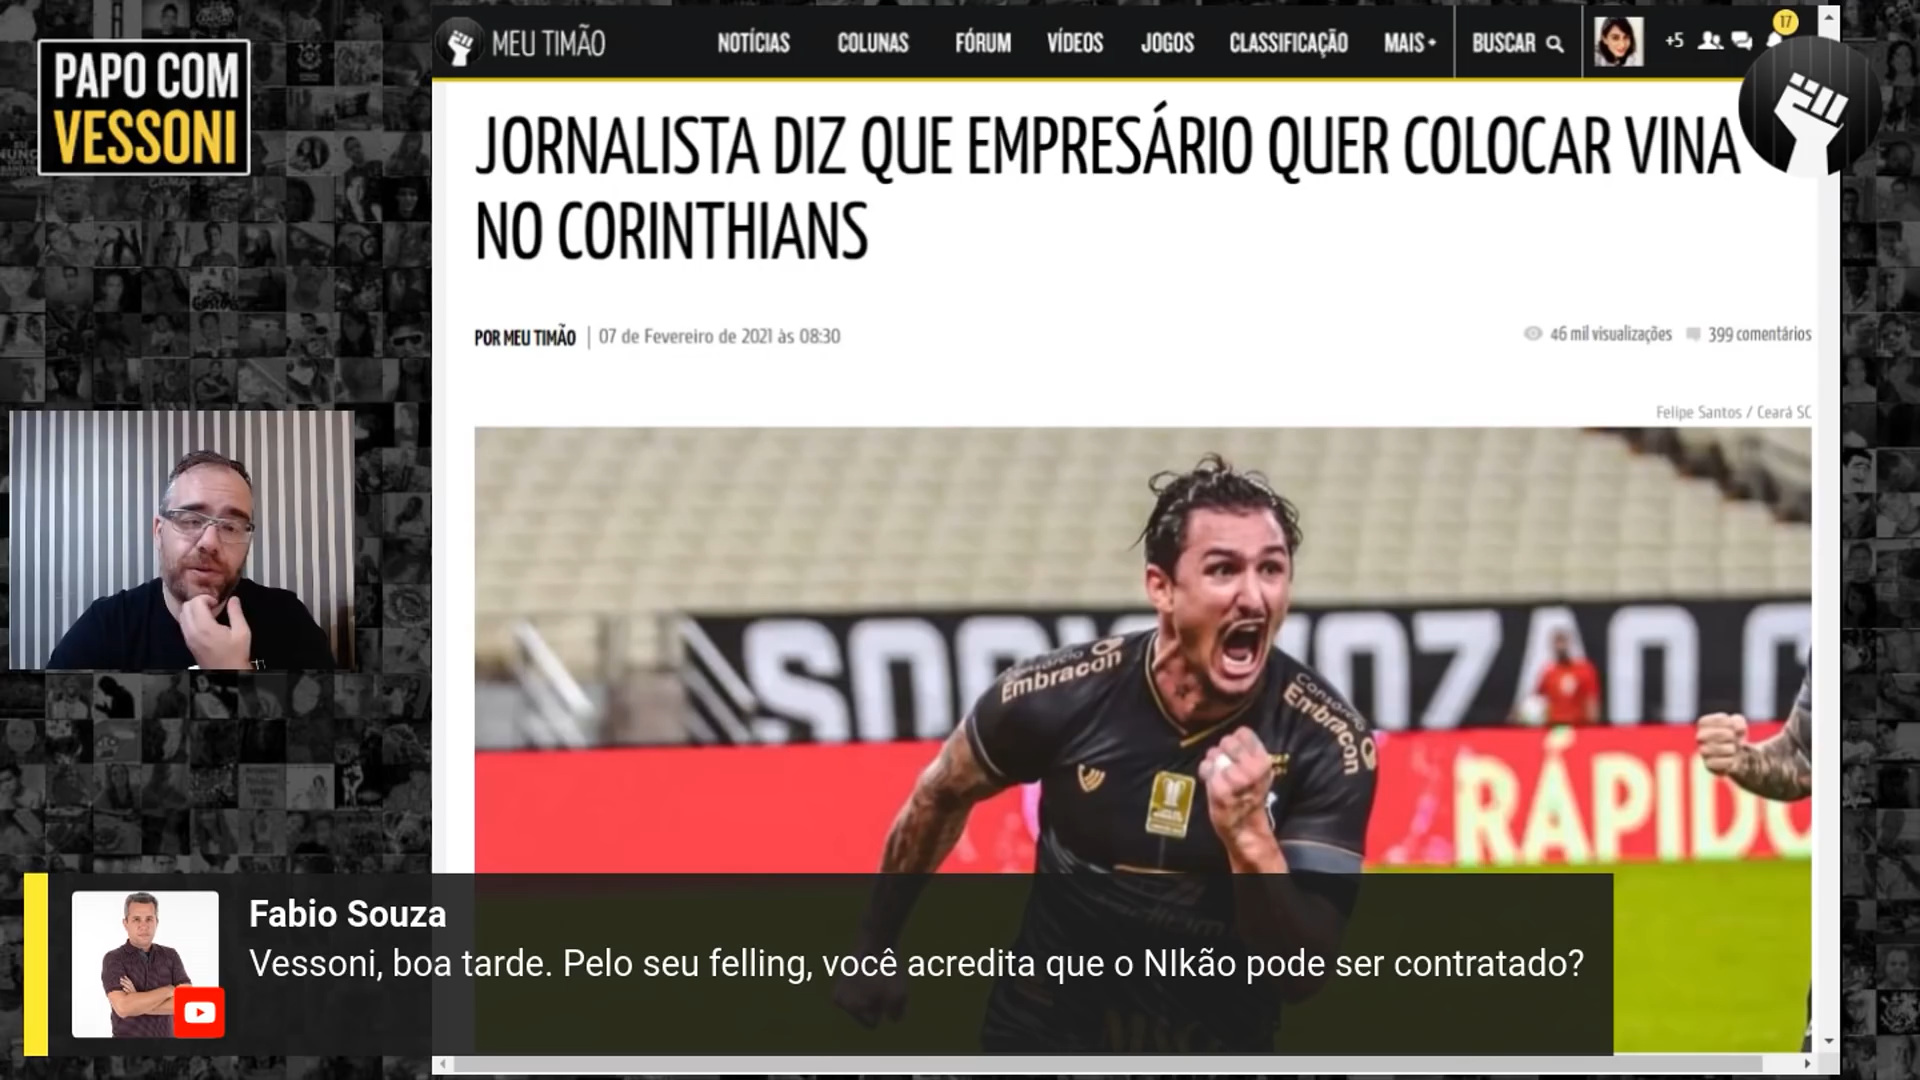 PAPO COM
VESSONI
MEU TIMÃO
NOTÍCIAS
COLUNAS
FÓRUM
VÍDEOS
JOGOS
CLASSIFICAÇÃO
MAIS+
BUSCAR
+5
17
JORNALISTA DIZ QUE EMPRESÁRIO QUER COLOCAR VINA
NO CORINTHIANS
POR MEU TIMÃO | 07 de Fevereiro de 2021 às 08:30
46 mil visualizações
399 comentários
Felipe Santos / Ceará SC
Consórcio
Embracon
Consórcio
Embracon
RÁPIDO
Fabio Souza
Vessoni, boa tarde. Pelo seu felling, você acredita que o NIkão pode ser contratado?